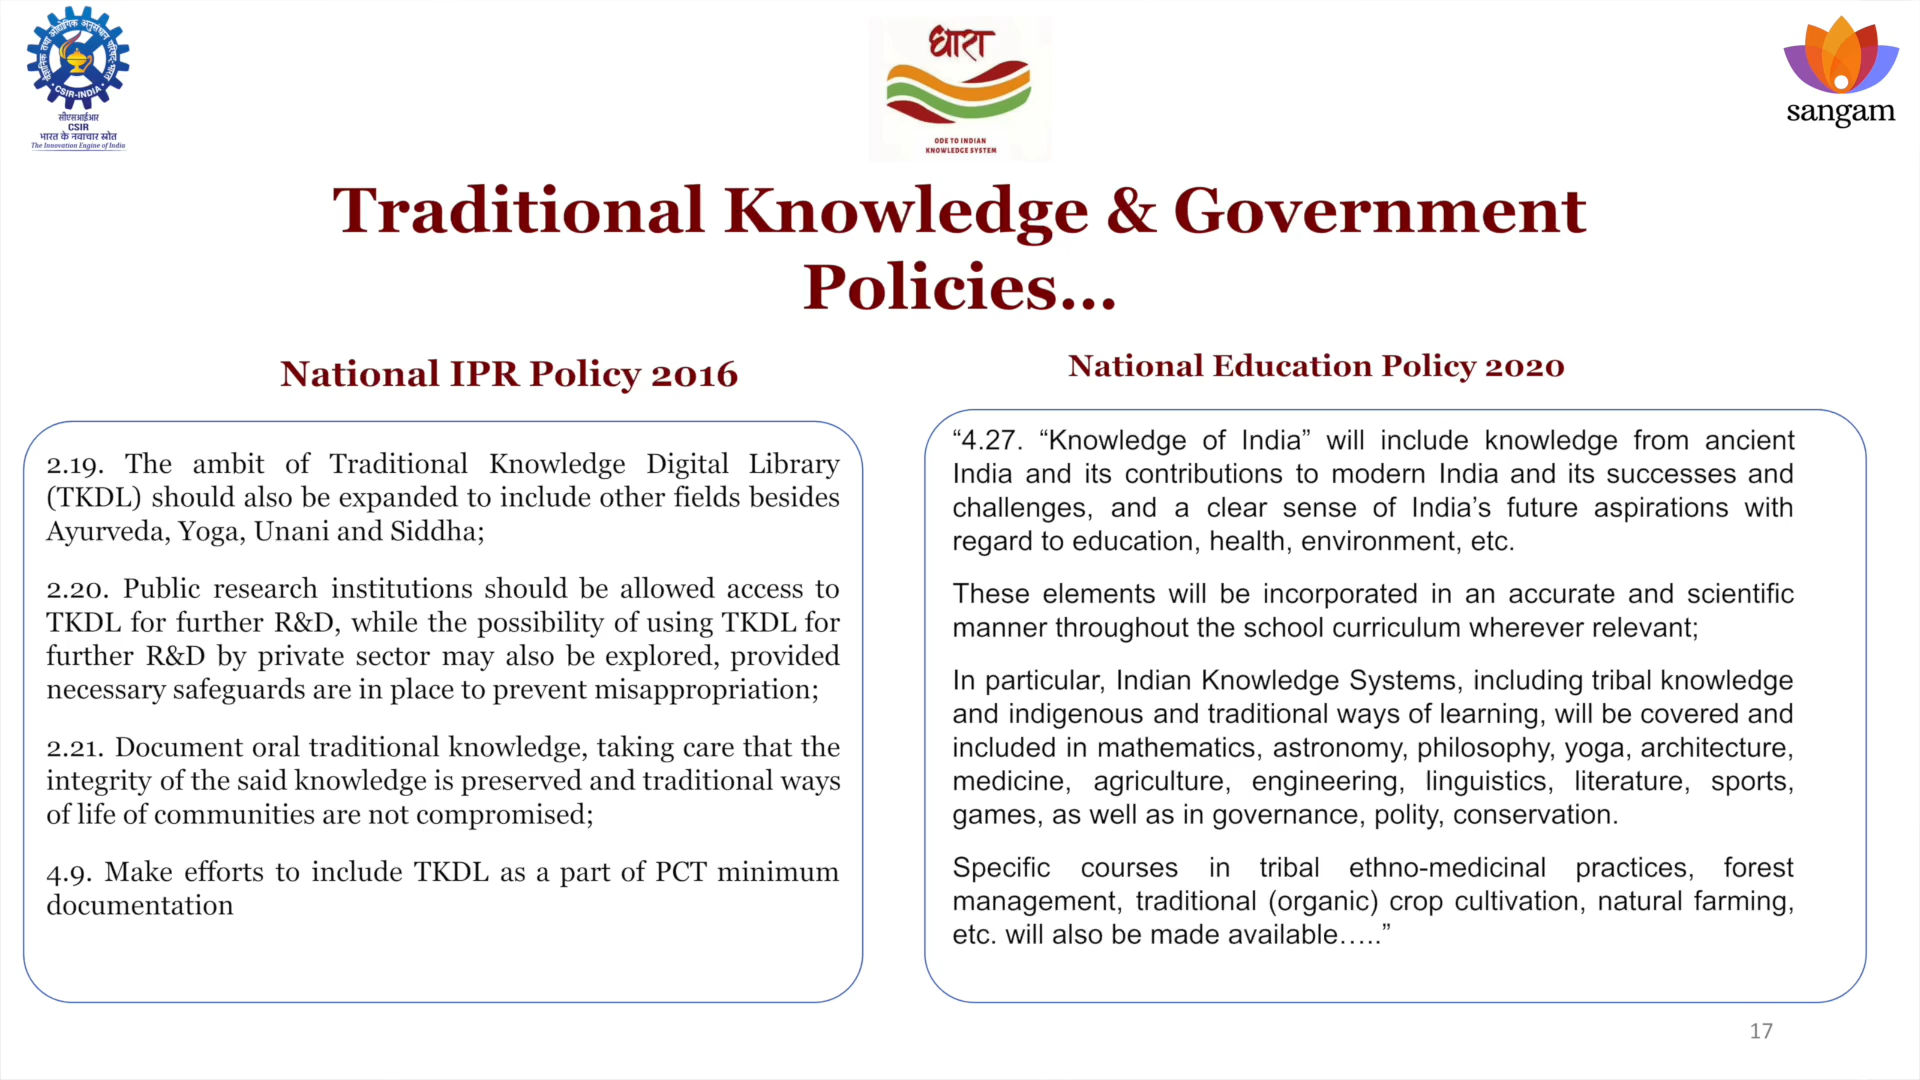 वैज्ञानिक तथा औद्योगिक अनुसंधान परिषद-भारत
CSIR-INDIA
सीएसआईआर
CSIR
भारत के नवाचार स्रोत
The Innovation Engine of India
धारा
ODE TO INDIAN
KNOWLEDGE SYSTEM
sangam
Traditional Knowledge & Government
Policies...
National IPR Policy 2016
2.19. The ambit of Traditional Knowledge Digital Library
(TKDL) should also be expanded to include other fields besides
Ayurveda, Yoga, Unani and Siddha;
2.20. Public research institutions should be allowed access to
TKDL for further R&D, while the possibility of using TKDL for
further R&D by private sector may also be explored, provided
necessary safeguards are in place to prevent misappropriation;
2.21. Document oral traditional knowledge, taking care that the
integrity of the said knowledge is preserved and traditional ways
of life of communities are not compromised;
4.9. Make efforts to include TKDL as a part of PCT minimum
documentation
National Education Policy 2020
“4.27. “Knowledge of India” will include knowledge from ancient
India and its contributions to modern India and its successes and
challenges, and a clear sense of India’s future aspirations with
regard to education, health, environment, etc.
These elements will be incorporated in an accurate and scientific
manner throughout the school curriculum wherever relevant;
In particular, Indian Knowledge Systems, including tribal knowledge
and indigenous and traditional ways of learning, will be covered and
included in mathematics, astronomy, philosophy, yoga, architecture,
medicine, agriculture, engineering, linguistics, literature, sports,
games, as well as in governance, polity, conservation.
Specific courses in tribal ethno-medicinal practices, forest
management, traditional (organic) crop cultivation, natural farming,
etc. will also be made available…..”
17